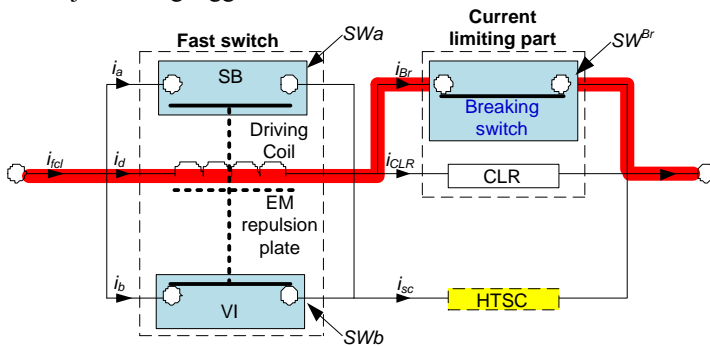 Fast switch
SWa
Current
limiting part
SW^Br
i_a
SB
i_Br
Breaking
switch
Driving
Coil
i_fcl
i_d
i_CLR
CLR
EM
repulsion
plate
i_b
VI
i_sc
HTSC
SWb